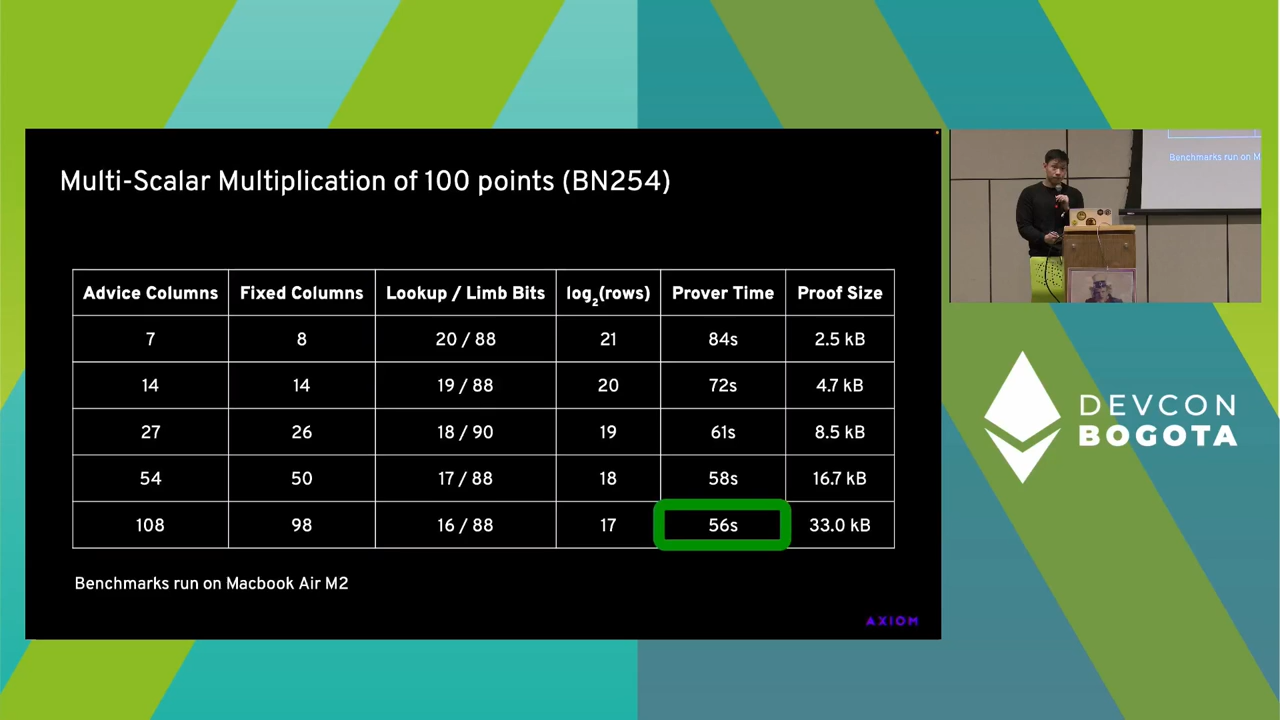 Multi-Scalar Multiplication of 100 points (BN254)
Advice Columns Fixed Columns Lookup / Limb Bits log2(rows) Prover Time Proof Size
7 8 20 / 88 21 84s 2.5 kB
14 14 19 / 88 20 72s 4.7 kB
27 26 18 / 90 19 61s 8.5 kB
54 50 17 / 88 18 58s 16.7 kB
108 98 16 / 88 17 56s 33.0 kB
Benchmarks run on Macbook Air M2
AXIOM
Benchmarks run on M
DEVCON
BOGOTA